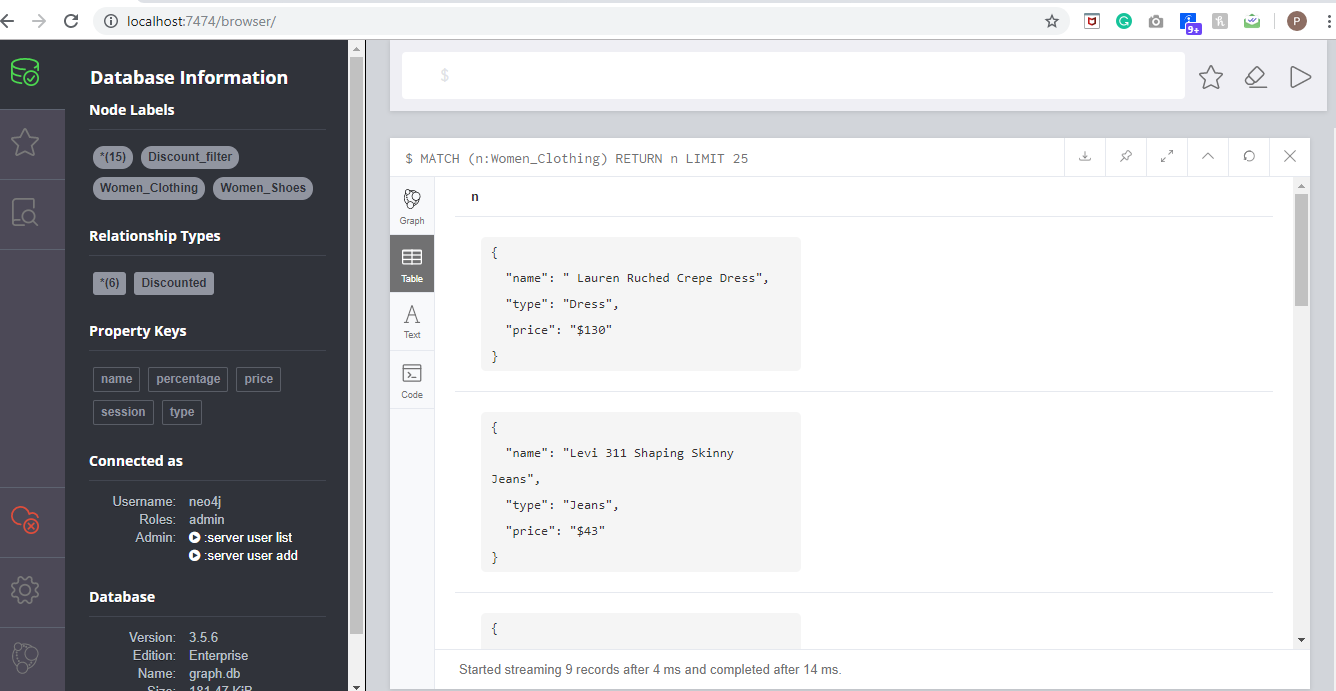 localhost:7474/browser/
9+
P
Database Information
Node Labels
*(15) Discount_filter
Women_Clothing Women_Shoes
Relationship Types
*(6) Discounted
Property Keys
name percentage price
session type
Connected as
Username: neo4j
Roles: admin
Admin: :server user list
:server user add
Database
Version: 3.5.6
Edition: Enterprise
Name: graph.db
Size: 181.47 KiB
$
$ MATCH (n:Women_Clothing) RETURN n LIMIT 25
Graph
Table
Text
Code
n
{
"name": " Lauren Ruched Crepe Dress",
"type": "Dress",
"price": "$130"
}
{
"name": "Levi 311 Shaping Skinny
Jeans",
"type": "Jeans",
"price": "$43"
}
{
Started streaming 9 records after 4 ms and completed after 14 ms.